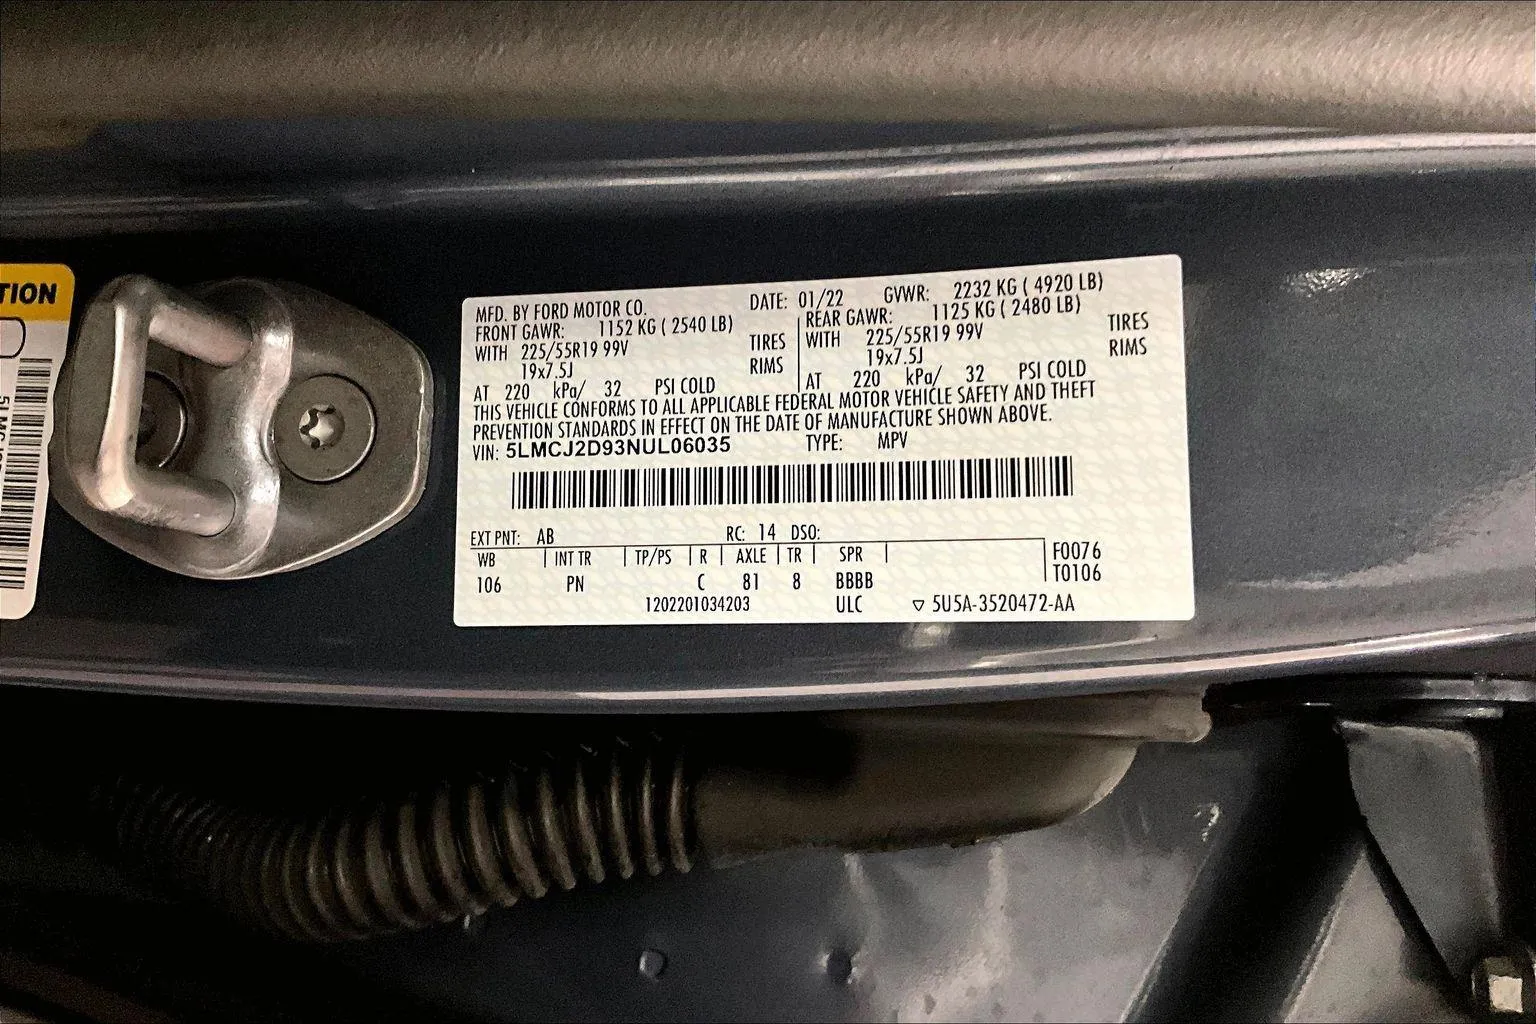 TION
MFD. BY FORD MOTOR CO. DATE: 01/22 GVWR: 2232 KG ( 4920 LB)
FRONT GAWR: 1152 KG ( 2540 LB) REAR GAWR: 1125 KG ( 2480 LB)
WITH 225/55R19 99V TIRES WITH 225/55R19 99V TIRES
19x7.5J RIMS 19x7.5J RIMS
AT 220 kPa/ 32 PSI COLD AT 220 kPa/ 32 PSI COLD
THIS VEHICLE CONFORMS TO ALL APPLICABLE FEDERAL MOTOR VEHICLE SAFETY AND THEFT
PREVENTION STANDARDS IN EFFECT ON THE DATE OF MANUFACTURE SHOWN ABOVE.
VIN: 5LMCJ2D93NUL06035 TYPE: MPV
EXT PNT: AB RC: 14 DSO:
WB INT TR TP/PS R AXLE TR SPR F0076
106 PN C 81 8 BBBB T0106
1202201034203 ULC ▽ 5U5A-3520472-AA